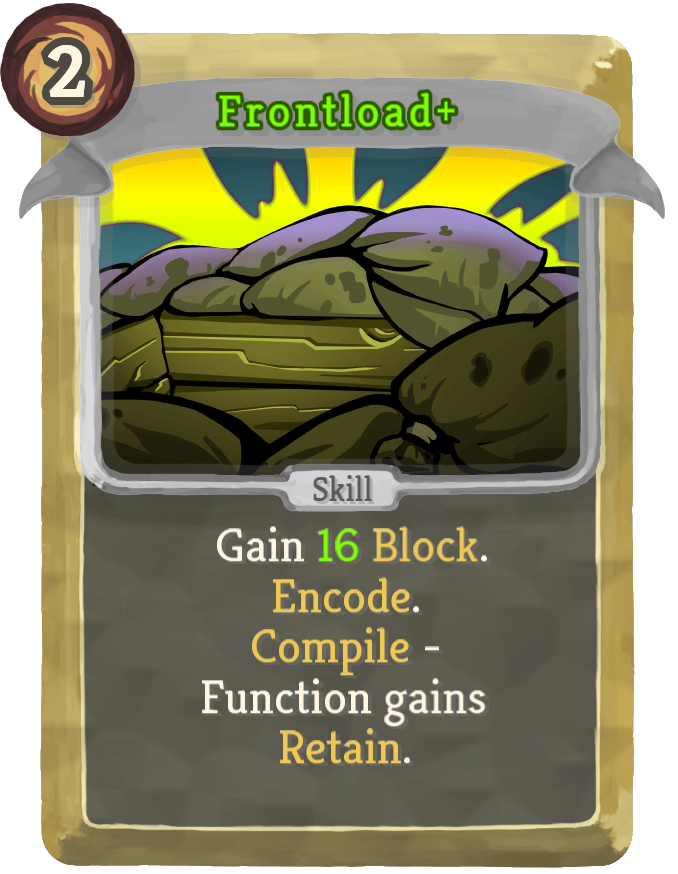 2
Frontload+
Skill
Gain 16 Block.
Encode.
Compile -
Function gains
Retain.